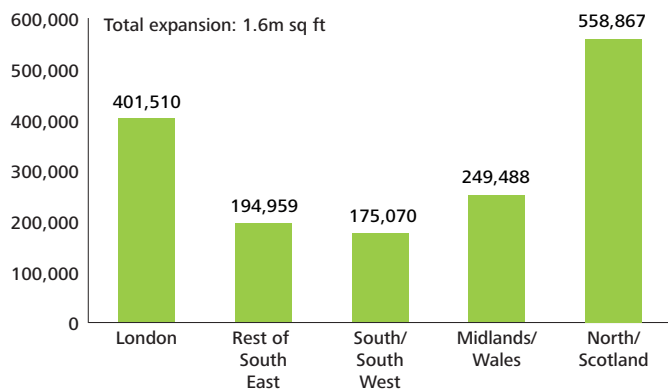 600,000
Total expansion: 1.6m sq ft
558,867
500,000
401,510
400,000
300,000
249,488
194,959
175,070
200,000
100,000
0
London
Rest of
South
East
South/
South
West
Midlands/
Wales
North/
Scotland